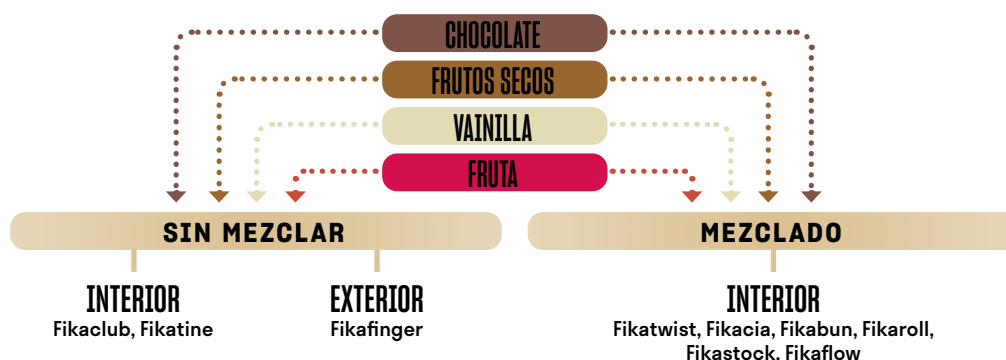 CHOCOLATE
FRUTOS SECOS
VAINILLA
FRUTA
SIN MEZCLAR
MEZCLADO
INTERIOR
Fikaclub, Fikatine
EXTERIOR
Fikafinger
INTERIOR
Fikatwist, Fikacia, Fikabun, Fikaroll,
Fikastock, Fikaflow